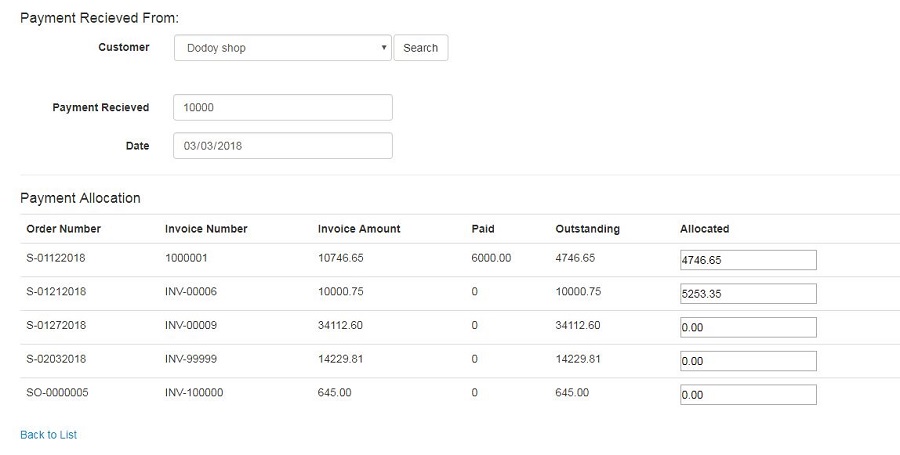 Payment Recieved From:
Customer Dodoy shop Search
Payment Recieved 10000
Date 03/03/2018
Payment Allocation
Order Number Invoice Number Invoice Amount Paid Outstanding Allocated
S-01122018 1000001 10746.65 6000.00 4746.65 4746.65
S-01212018 INV-00006 10000.75 0 10000.75 5253.35
S-01272018 INV-00009 34112.60 0 34112.60 0.00
S-02032018 INV-99999 14229.81 0 14229.81 0.00
SO-0000005 INV-100000 645.00 0 645.00 0.00
Back to List